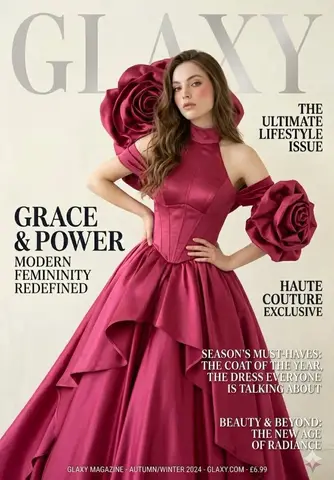 GLAXY
THE
ULTIMATE
LIFESTYLE
ISSUE
GRACE
& POWER
MODERN
FEMININITY
REDEFINED
HAUTE
COUTURE
EXCLUSIVE
SEASON'S MUST-HAVES:
THE COAT OF THE YEAR,
THE DRESS EVERYONE
IS TALKING ABOUT
BEAUTY & BEYOND:
THE NEW AGE
OF RADIANCE
GLAXY MAGAZINE - AUTUMN/WINTER 2024 - GLAXY.COM - £6.99